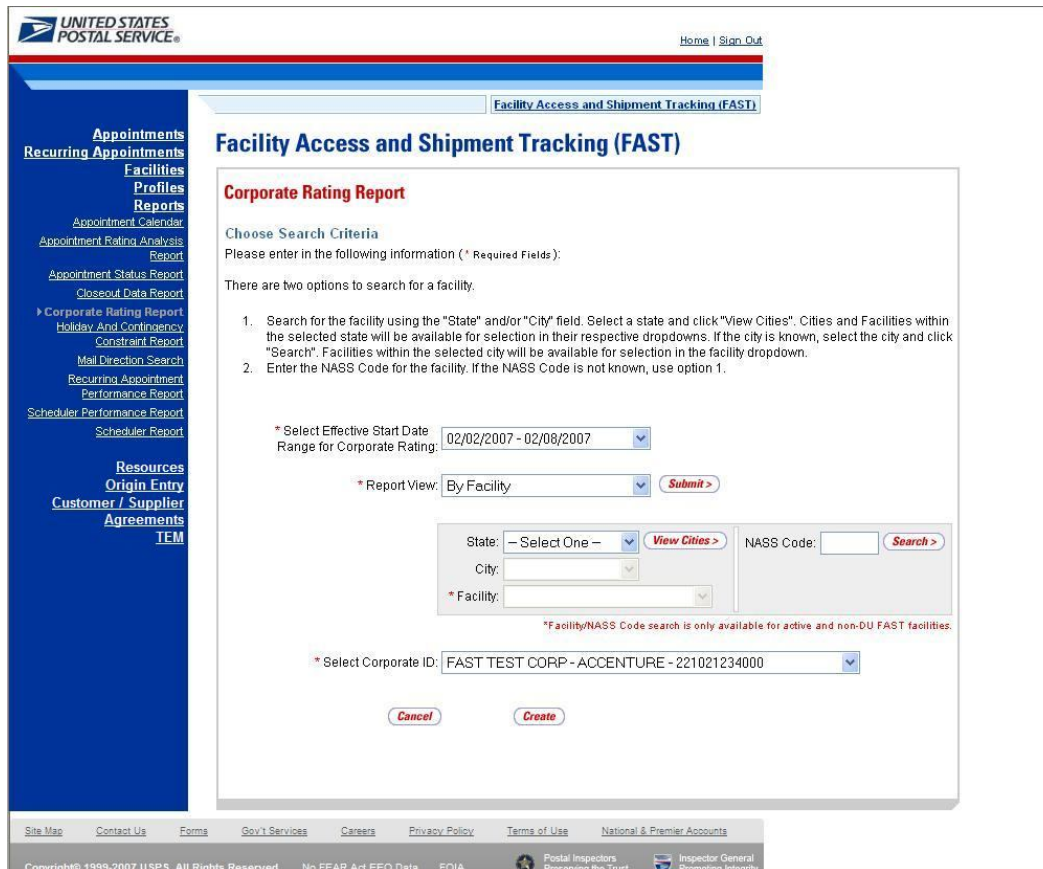 UNITED STATES
POSTAL SERVICE®
Home | Sign Out
Facility Access and Shipment Tracking (FAST)
Appointments
Recurring Appointments
Facilities
Profiles
Reports
Appointment Calendar
Appointment Rating Analysis
Report
Appointment Status Report
Closeout Data Report
Corporate Rating Report
Holiday And Contingency
Constraint Report
Mail Direction Search
Recurring Appointment
Performance Report
Scheduler Performance Report
Scheduler Report
Resources
Origin Entry
Customer / Supplier
Agreements
TEM
Facility Access and Shipment Tracking (FAST)
Corporate Rating Report
Choose Search Criteria
Please enter in the following information (* Required Fields):
There are two options to search for a facility.
1. Search for the facility using the "State" and/or "City" field. Select a state and click "View Cities". Cities and Facilities within
the selected state will be available for selection in their respective dropdowns. If the city is known, select the city and click
"Search". Facilities within the selected city will be available for selection in the facility dropdown.
2. Enter the NASS Code for the facility. If the NASS Code is not known, use option 1.
* Select Effective Start Date
Range for Corporate Rating: 02/02/2007 - 02/08/2007
* Report View: By Facility Submit >
State: -- Select One -- View Cities > NASS Code: Search >
City:
* Facility:
*Facility/NASS Code search is only available for active and non-DU FAST facilities.
* Select Corporate ID: FAST TEST CORP - ACCENTURE - 221021234000
Cancel Create
Site Map Contact Us Forms Gov't Services Careers Privacy Policy Terms of Use National & Premier Accounts
Copyright© 1999-2007 USPS. All Rights Reserved. No FEAR Act EEO Data FOIA
Postal Inspectors
Preserving the Trust
Inspector General
Promoting Integrity